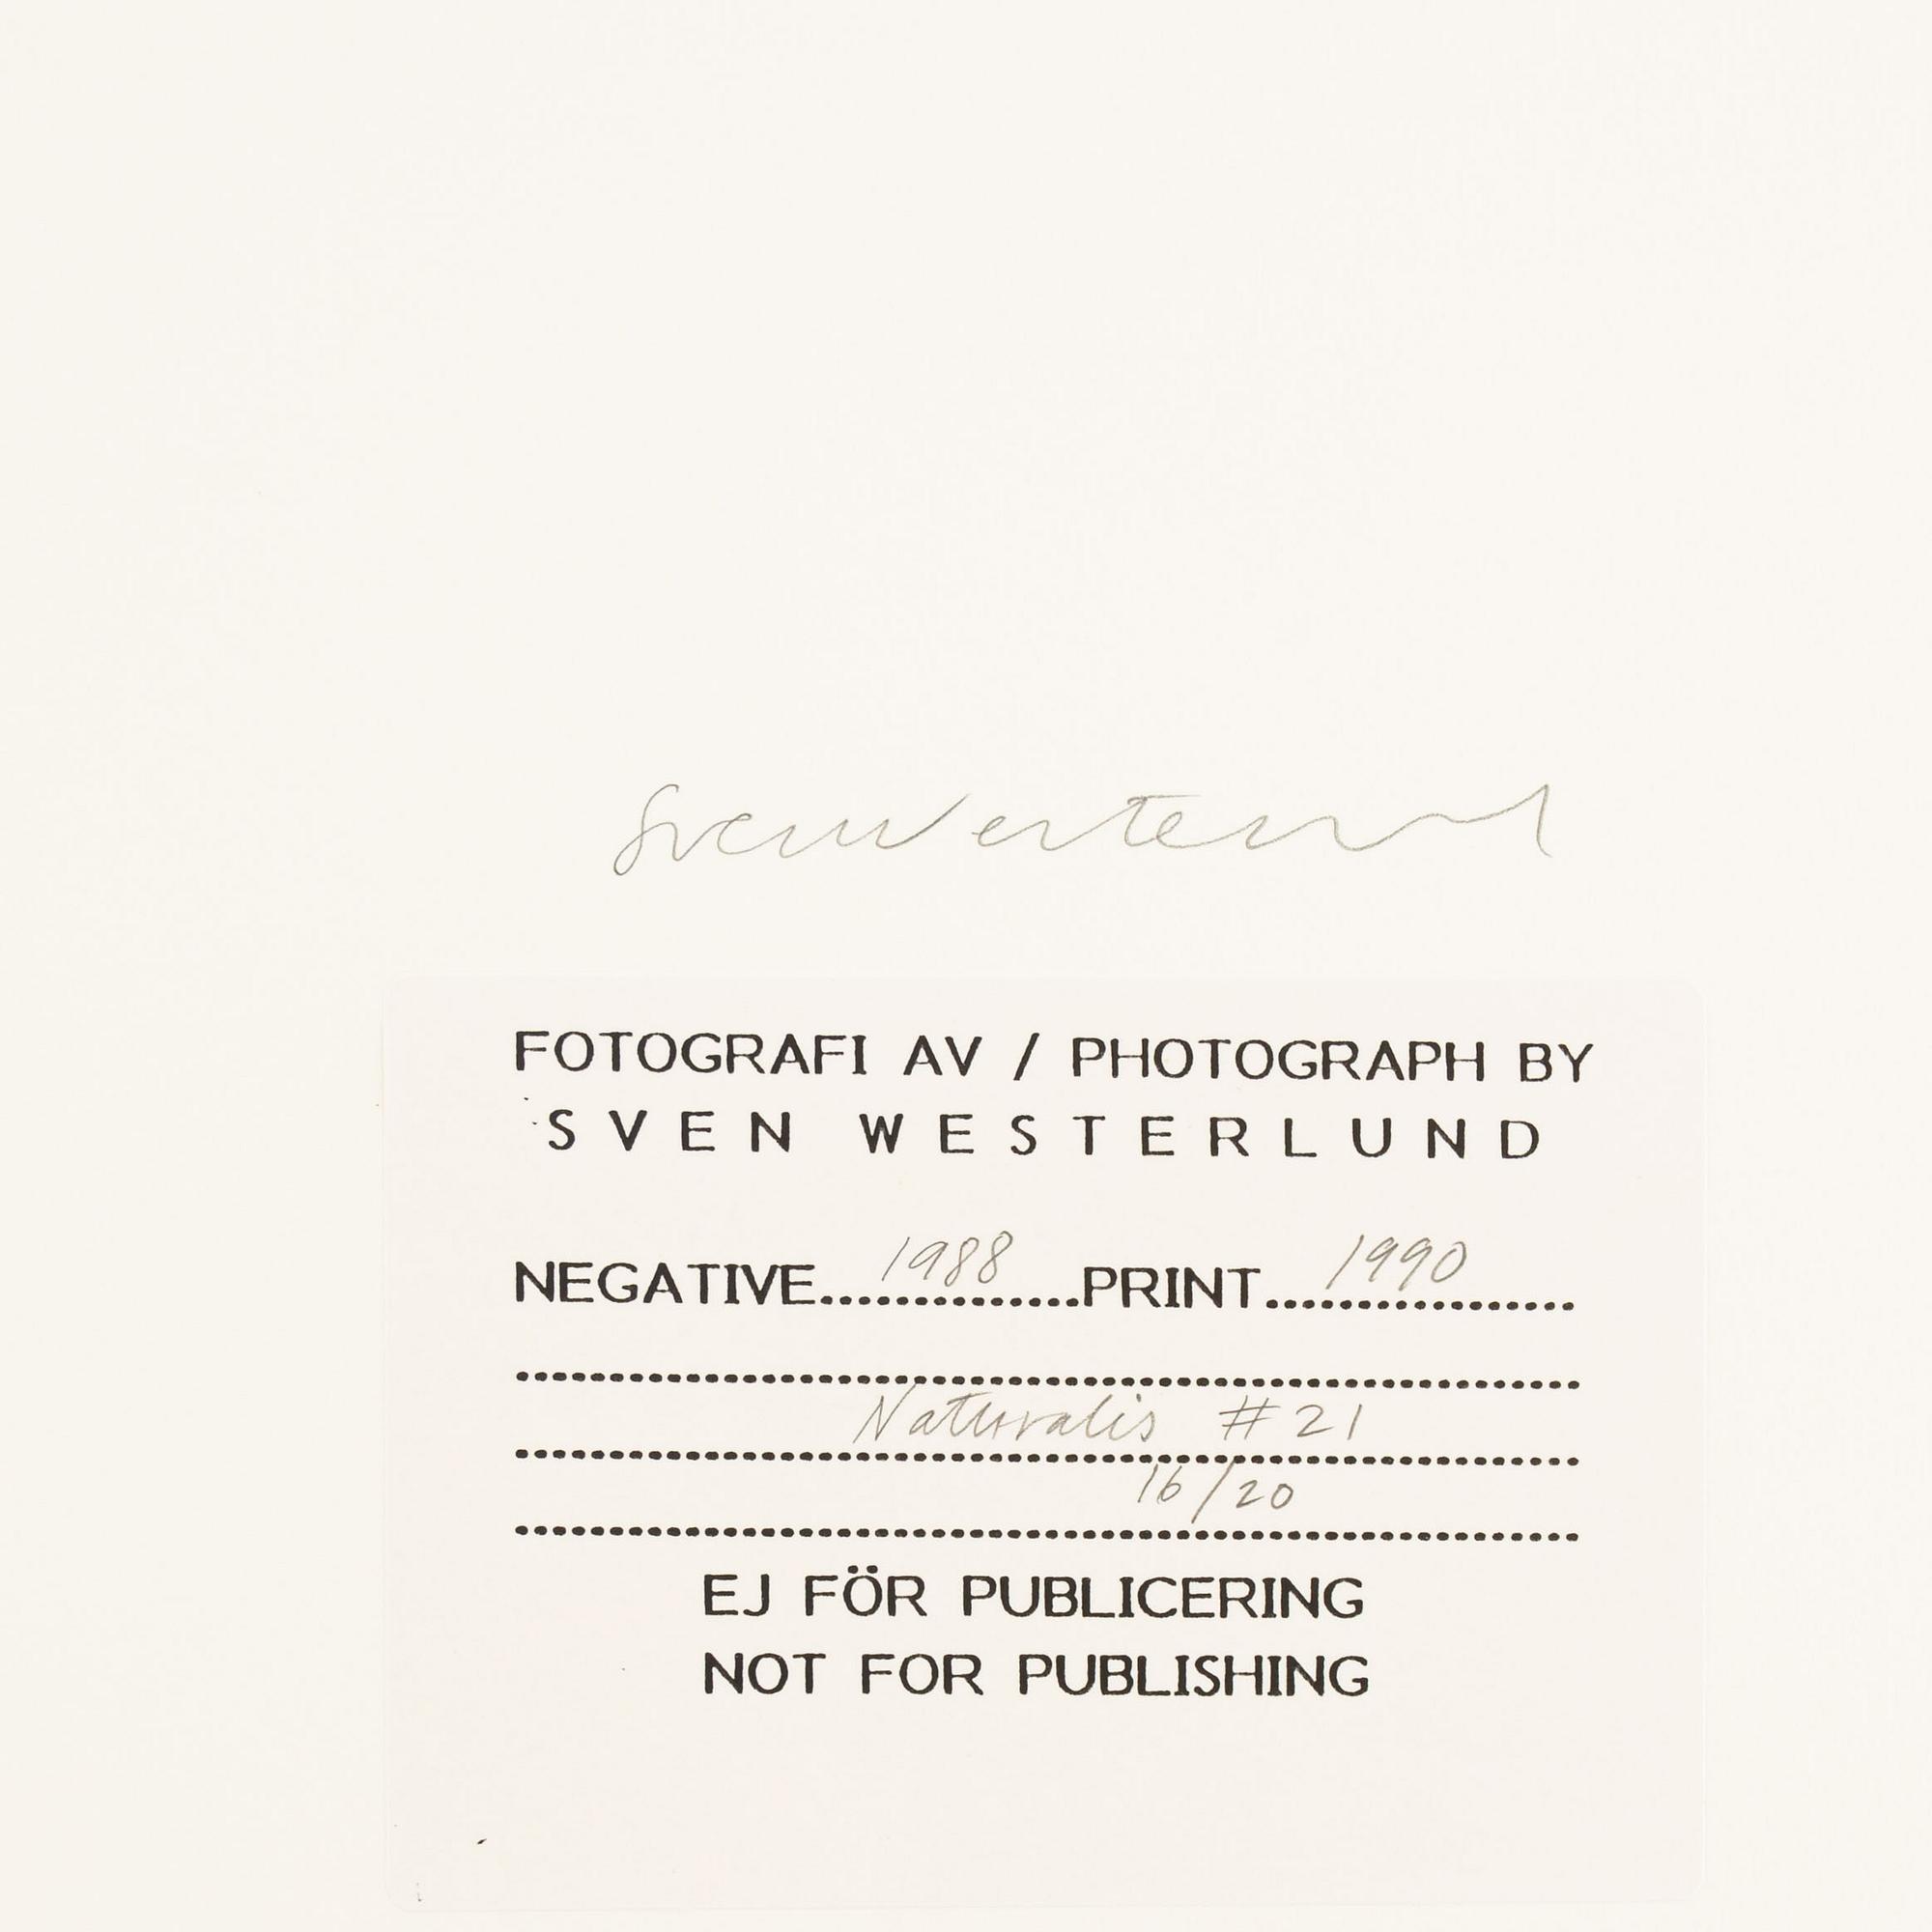 Sven Westerlund
FOTOGRAFI AV / PHOTOGRAPH BY
SVEN WESTERLUND
NEGATIVE...1988...PRINT...1990...
Naturalis #21
16/20
EJ FÖR PUBLICERING
NOT FOR PUBLISHING